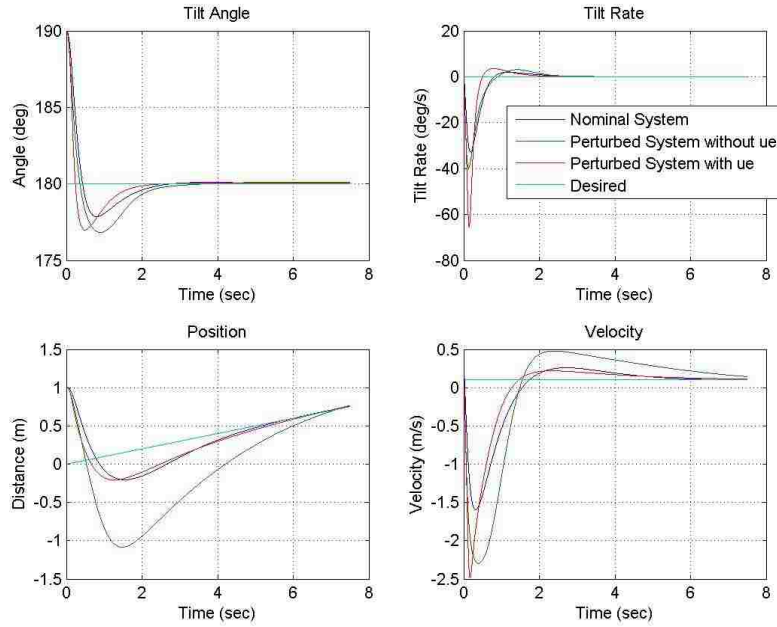 Tilt Angle
190
185
180
175
Angle (deg)
0 2 4 6 8
Time (sec)
Tilt Rate
20
0
-20
-40
-60
-80
Tilt Rate (deg/s)
Nominal System
Perturbed System without ue
Perturbed System with ue
Desired
0 2 4 6 8
Time (sec)
Position
1.5
1
0.5
0
-0.5
-1
-1.5
Distance (m)
0 2 4 6 8
Time (sec)
Velocity
0.5
0
-0.5
-1
-1.5
-2
-2.5
Velocity (m/s)
0 2 4 6 8
Time (sec)